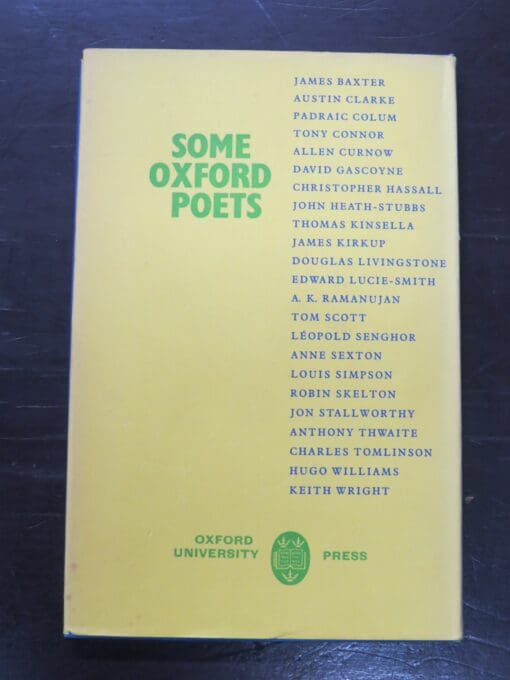 SOME
OXFORD
POETS
JAMES BAXTER
AUSTIN CLARKE
PADRAIC COLUM
TONY CONNOR
ALLEN CURNOW
DAVID GASCOYNE
CHRISTOPHER HASSALL
JOHN HEATH-STUBBS
THOMAS KINSELLA
JAMES KIRKUP
DOUGLAS LIVINGSTONE
EDWARD LUCIE-SMITH
A. K. RAMANUJAN
TOM SCOTT
LÉOPOLD SENGHOR
ANNE SEXTON
LOUIS SIMPSON
ROBIN SKELTON
JON STALLWORTHY
ANTHONY THWAITE
CHARLES TOMLINSON
HUGO WILLIAMS
KEITH WRIGHT
OXFORD
UNIVERSITY PRESS